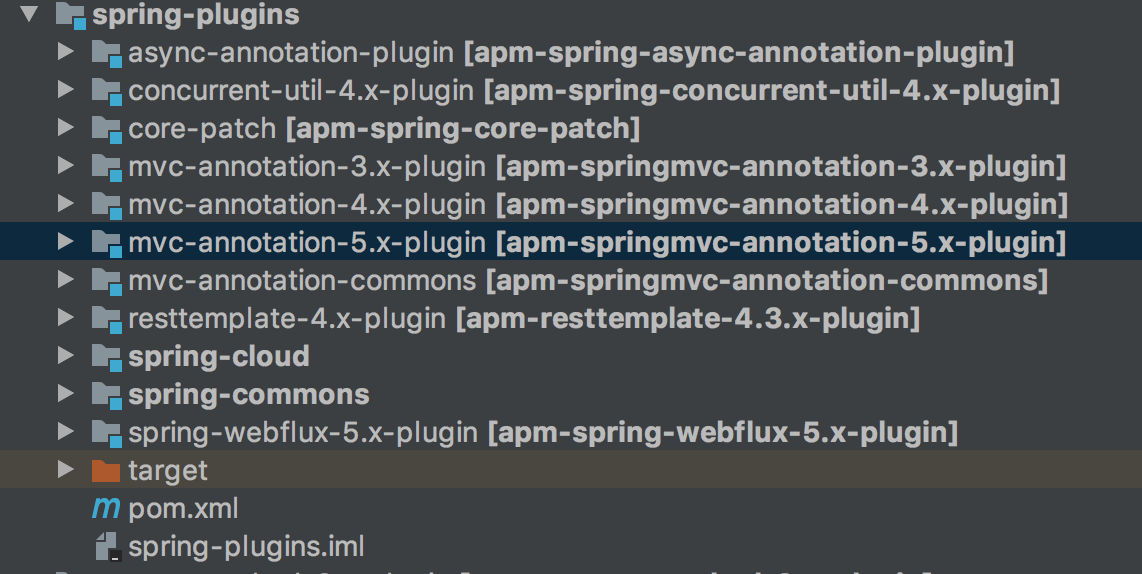 spring-plugins
async-annotation-plugin [apm-spring-async-annotation-plugin]
concurrent-util-4.x-plugin [apm-spring-concurrent-util-4.x-plugin]
core-patch [apm-spring-core-patch]
mvc-annotation-3.x-plugin [apm-springmvc-annotation-3.x-plugin]
mvc-annotation-4.x-plugin [apm-springmvc-annotation-4.x-plugin]
mvc-annotation-5.x-plugin [apm-springmvc-annotation-5.x-plugin]
mvc-annotation-commons [apm-springmvc-annotation-commons]
resttemplate-4.x-plugin [apm-resttemplate-4.3.x-plugin]
spring-cloud
spring-commons
spring-webflux-5.x-plugin [apm-spring-webflux-5.x-plugin]
target
pom.xml
spring-plugins.iml